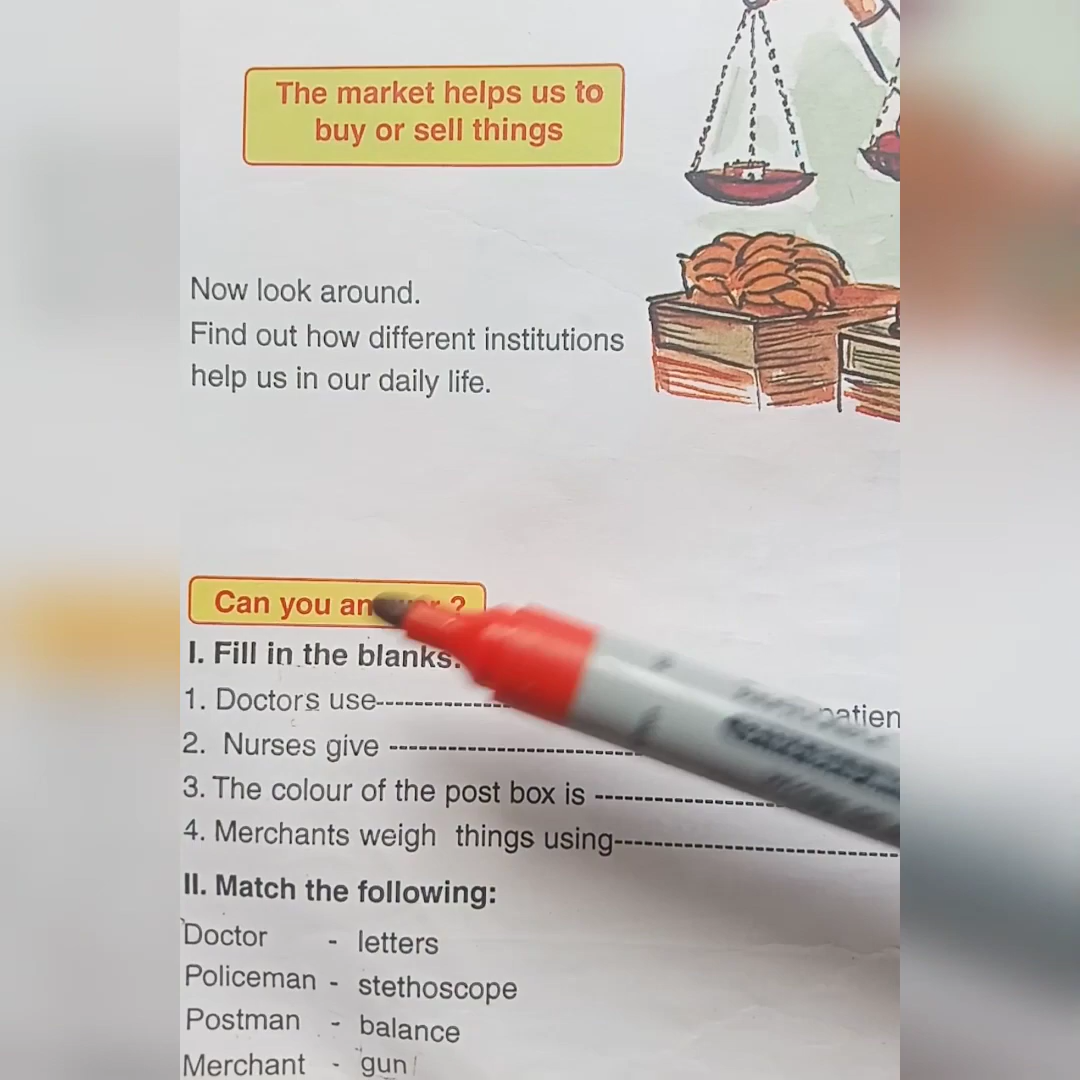 The market helps us to
buy or sell things
Now look around.
Find out how different institutions
help us in our daily life.
Can you ?
I. Fill in the blanks:
1. Doctors use--------------
2. Nurses give --------------------------
3. The colour of the post box is -------------------
4. Merchants weigh things using-----------------------------
II. Match the following:
Doctor - letters
Policeman - stethoscope
Postman - balance
Merchant - gun